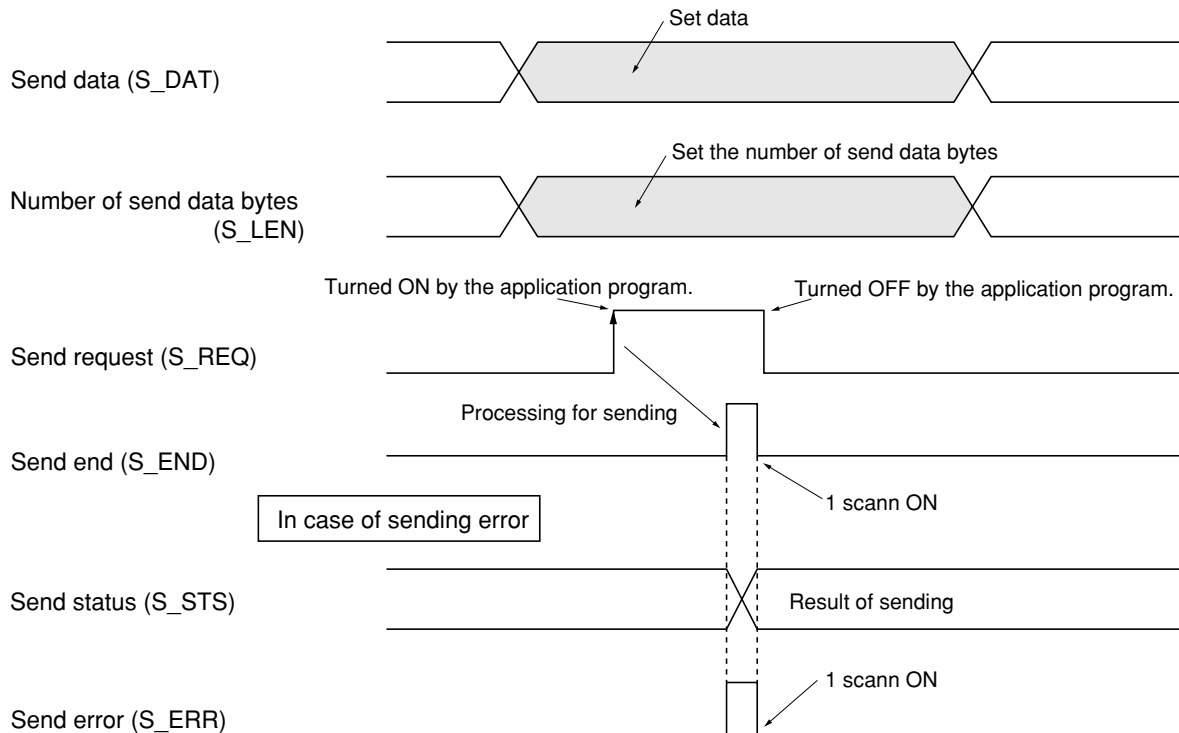 Set data
Send data (S_DAT)
Set the number of send data bytes
Number of send data bytes
(S_LEN)
Turned ON by the application program.
Turned OFF by the application program.
Send request (S_REQ)
Processing for sending
Send end (S_END)
1 scann ON
In case of sending error
Send status (S_STS)
Result of sending
1 scann ON
Send error (S_ERR)